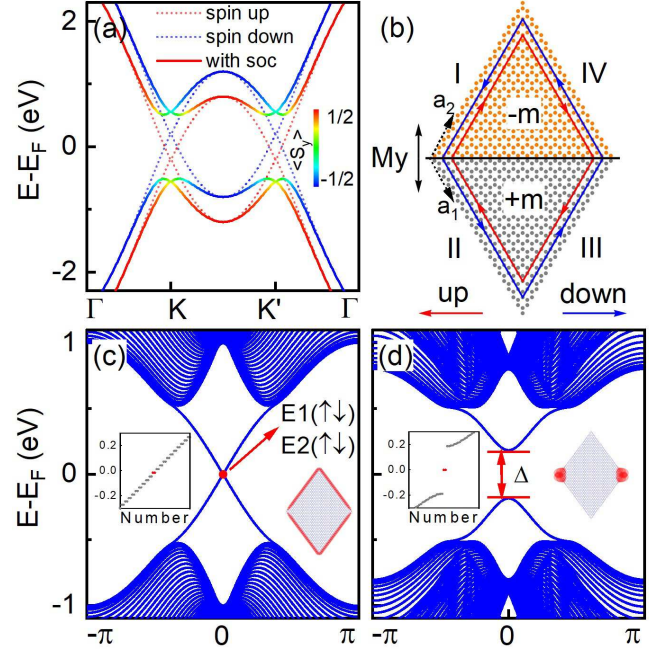 (a)
spin up
spin down
with soc
2
0
-2
E-E_F (eV)
1/2
<S_y>
-1/2
Γ K K' Γ
(b)
I IV
a_2
-m
My
+m
a_1
II III
up down
(c)
1
0
-1
E-E_F (eV)
E1(↑↓)
E2(↑↓)
0.2
0.0
-0.2
Number
-π 0 π
(d)
0.2
0.0
-0.2
Number
Δ
-π 0 π